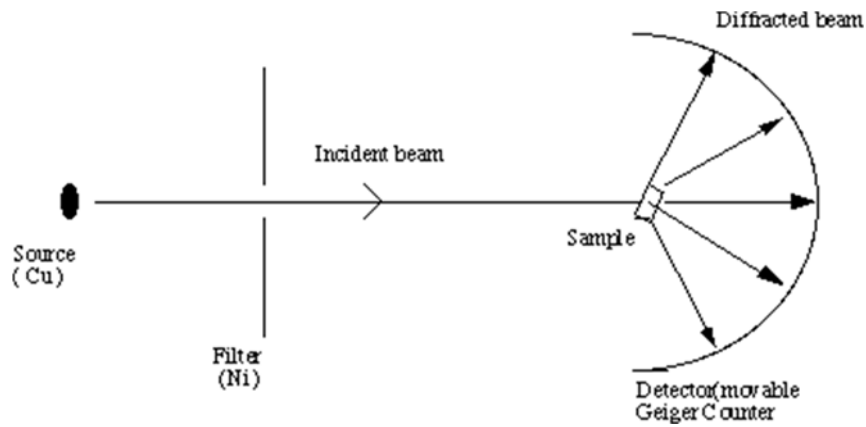 Diffracted beam
Incident beam
Sample
Source
( Cu)
Filter
(Ni)
Detector(movable
Geiger Counter